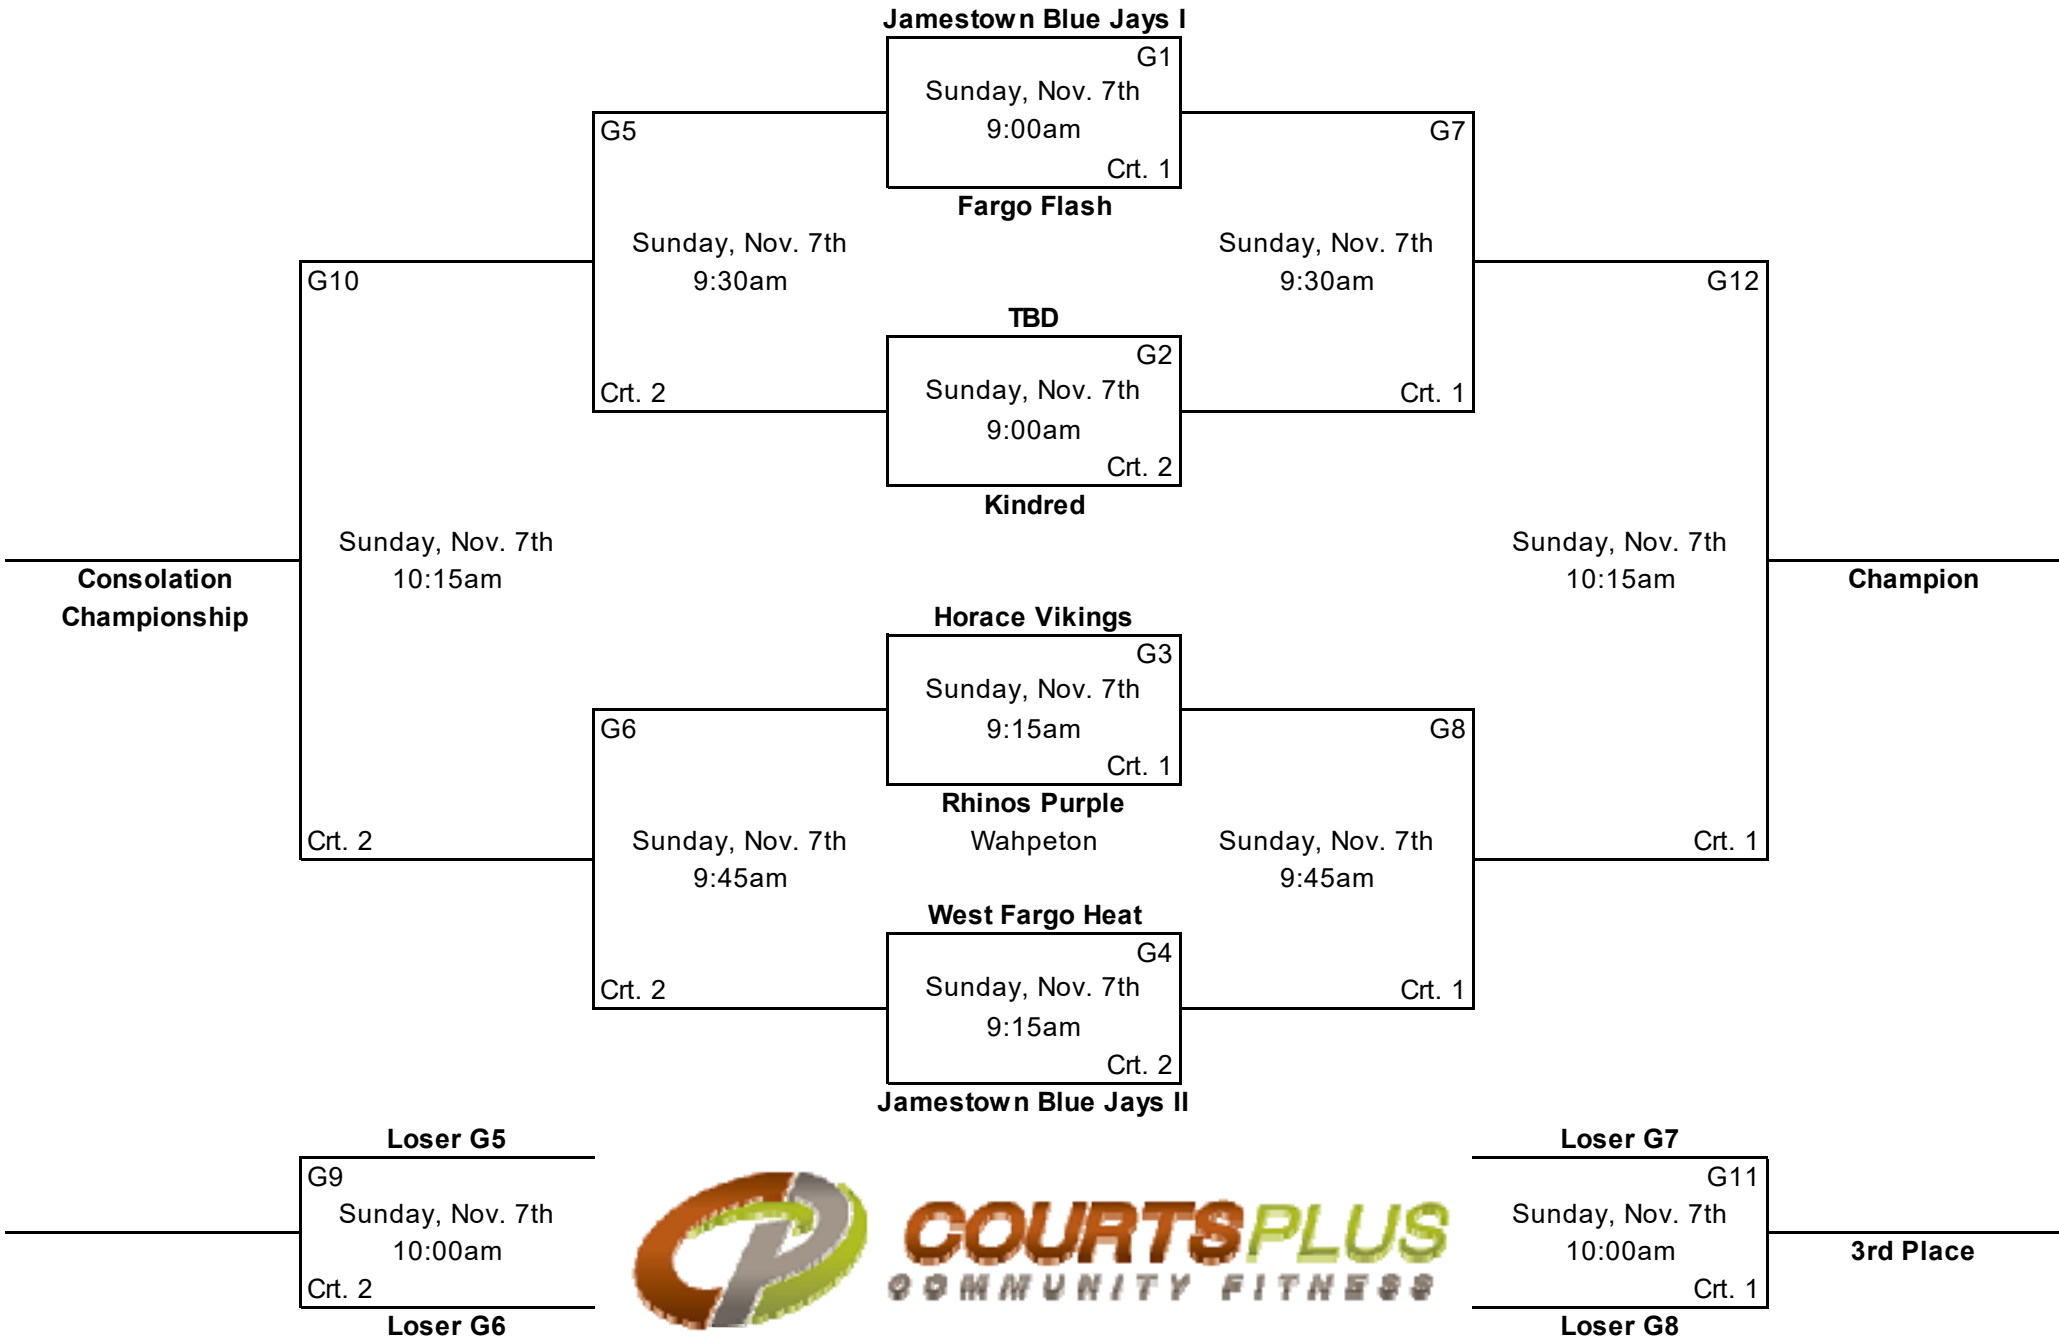 Jamestown Blue Jays I
G1
Sunday, Nov. 7th
9:00am
Crt. 1
Fargo Flash
G5
Sunday, Nov. 7th
9:30am
Crt. 2
G7
Sunday, Nov. 7th
9:30am
Crt. 1
TBD
G2
Sunday, Nov. 7th
9:00am
Crt. 2
Kindred
G10
Sunday, Nov. 7th
10:15am
Crt. 2
Consolation
Championship
G12
Sunday, Nov. 7th
10:15am
Crt. 1
Champion
Horace Vikings
G3
Sunday, Nov. 7th
9:15am
Crt. 1
Rhinos Purple
Wahpeton
G6
Sunday, Nov. 7th
9:45am
Crt. 2
G8
Sunday, Nov. 7th
9:45am
Crt. 1
West Fargo Heat
G4
Sunday, Nov. 7th
9:15am
Crt. 2
Jamestown Blue Jays II
Loser G5
G9
Sunday, Nov. 7th
10:00am
Crt. 2
Loser G6
COURTSPLUS
COMMUNITY FITNESS
Loser G7
G11
Sunday, Nov. 7th
10:00am
Crt. 1
Loser G8
3rd Place